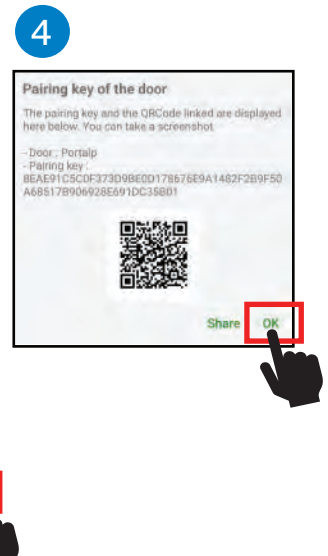 4
Pairing key of the door
The pairing key and the QRCode linked are displayed
here below. You can take a screenshot
- Door : Portalp
- Pairing key :
8EAE91C5C0F373D9BE0D178676E9A1482F2B9F50
A68517B906928E691DC35B01
Share OK